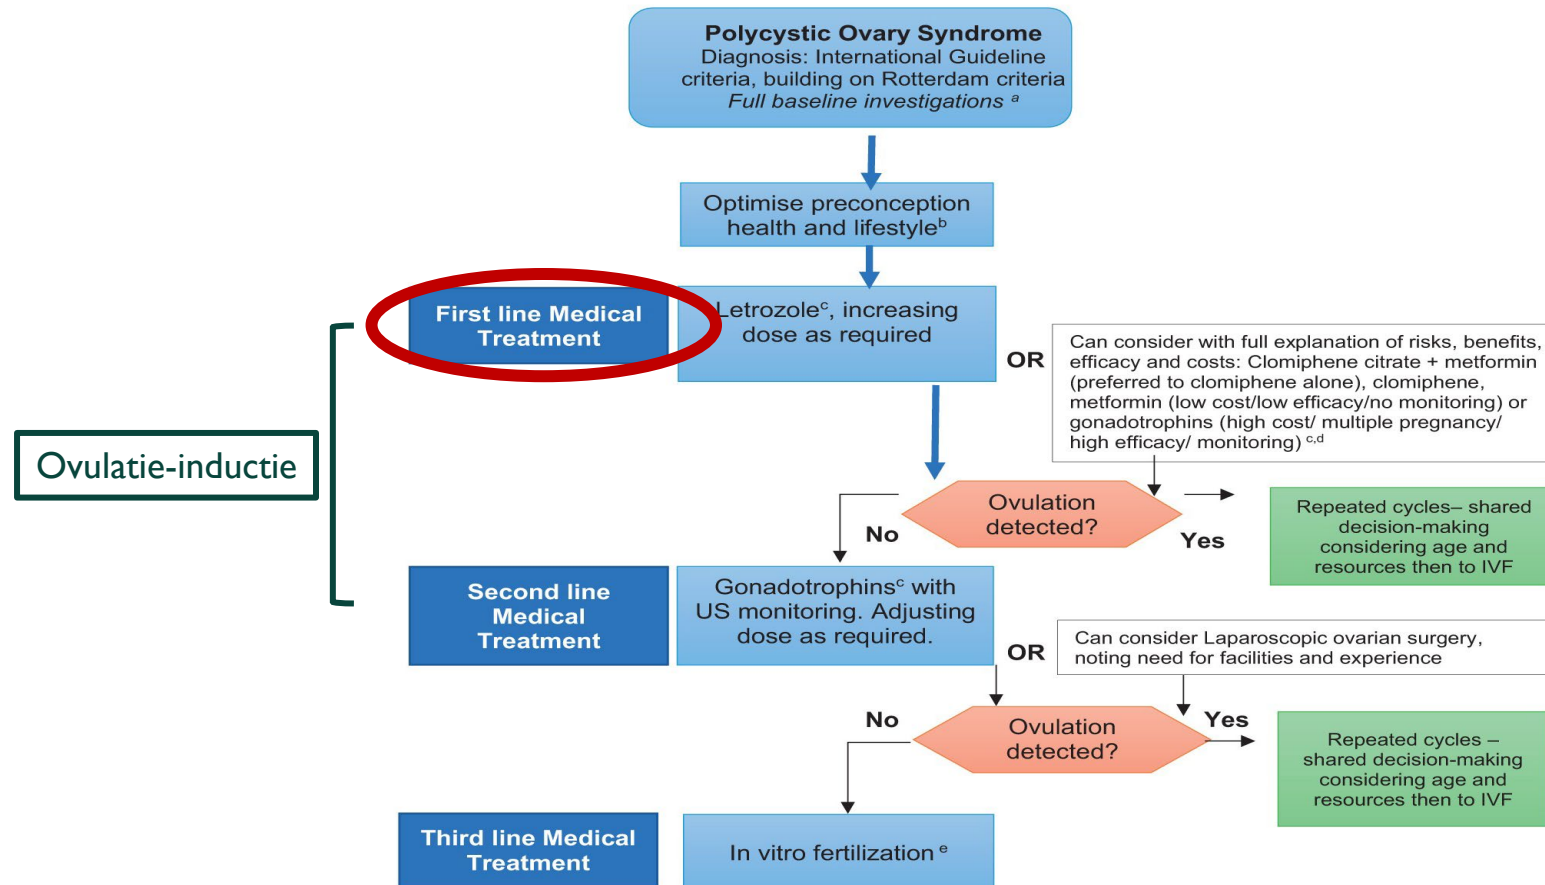 Polycystic Ovary Syndrome
Diagnosis: International Guideline
criteria, building on Rotterdam criteria
Full baseline investigations a
Optimise preconception
health and lifestyleb
First line Medical
Treatment
Letrozolec, increasing
dose as required
OR
Can consider with full explanation of risks, benefits,
efficacy and costs: Clomiphene citrate + metformin
(preferred to clomiphene alone), clomiphene,
metformin (low cost/low efficacy/no monitoring) or
gonadotrophins (high cost/ multiple pregnancy/
high efficacy/ monitoring) c,d
Ovulatie-inductie
Ovulation
detected?
No
Yes
Repeated cycles– shared
decision-making
considering age and
resources then to IVF
Second line
Medical
Treatment
Gonadotrophinsc with
US monitoring. Adjusting
dose as required.
OR
Can consider Laparoscopic ovarian surgery,
noting need for facilities and experience
No
Ovulation
detected?
Yes
Repeated cycles –
shared decision-making
considering age and
resources then to IVF
Third line Medical
Treatment
In vitro fertilization e